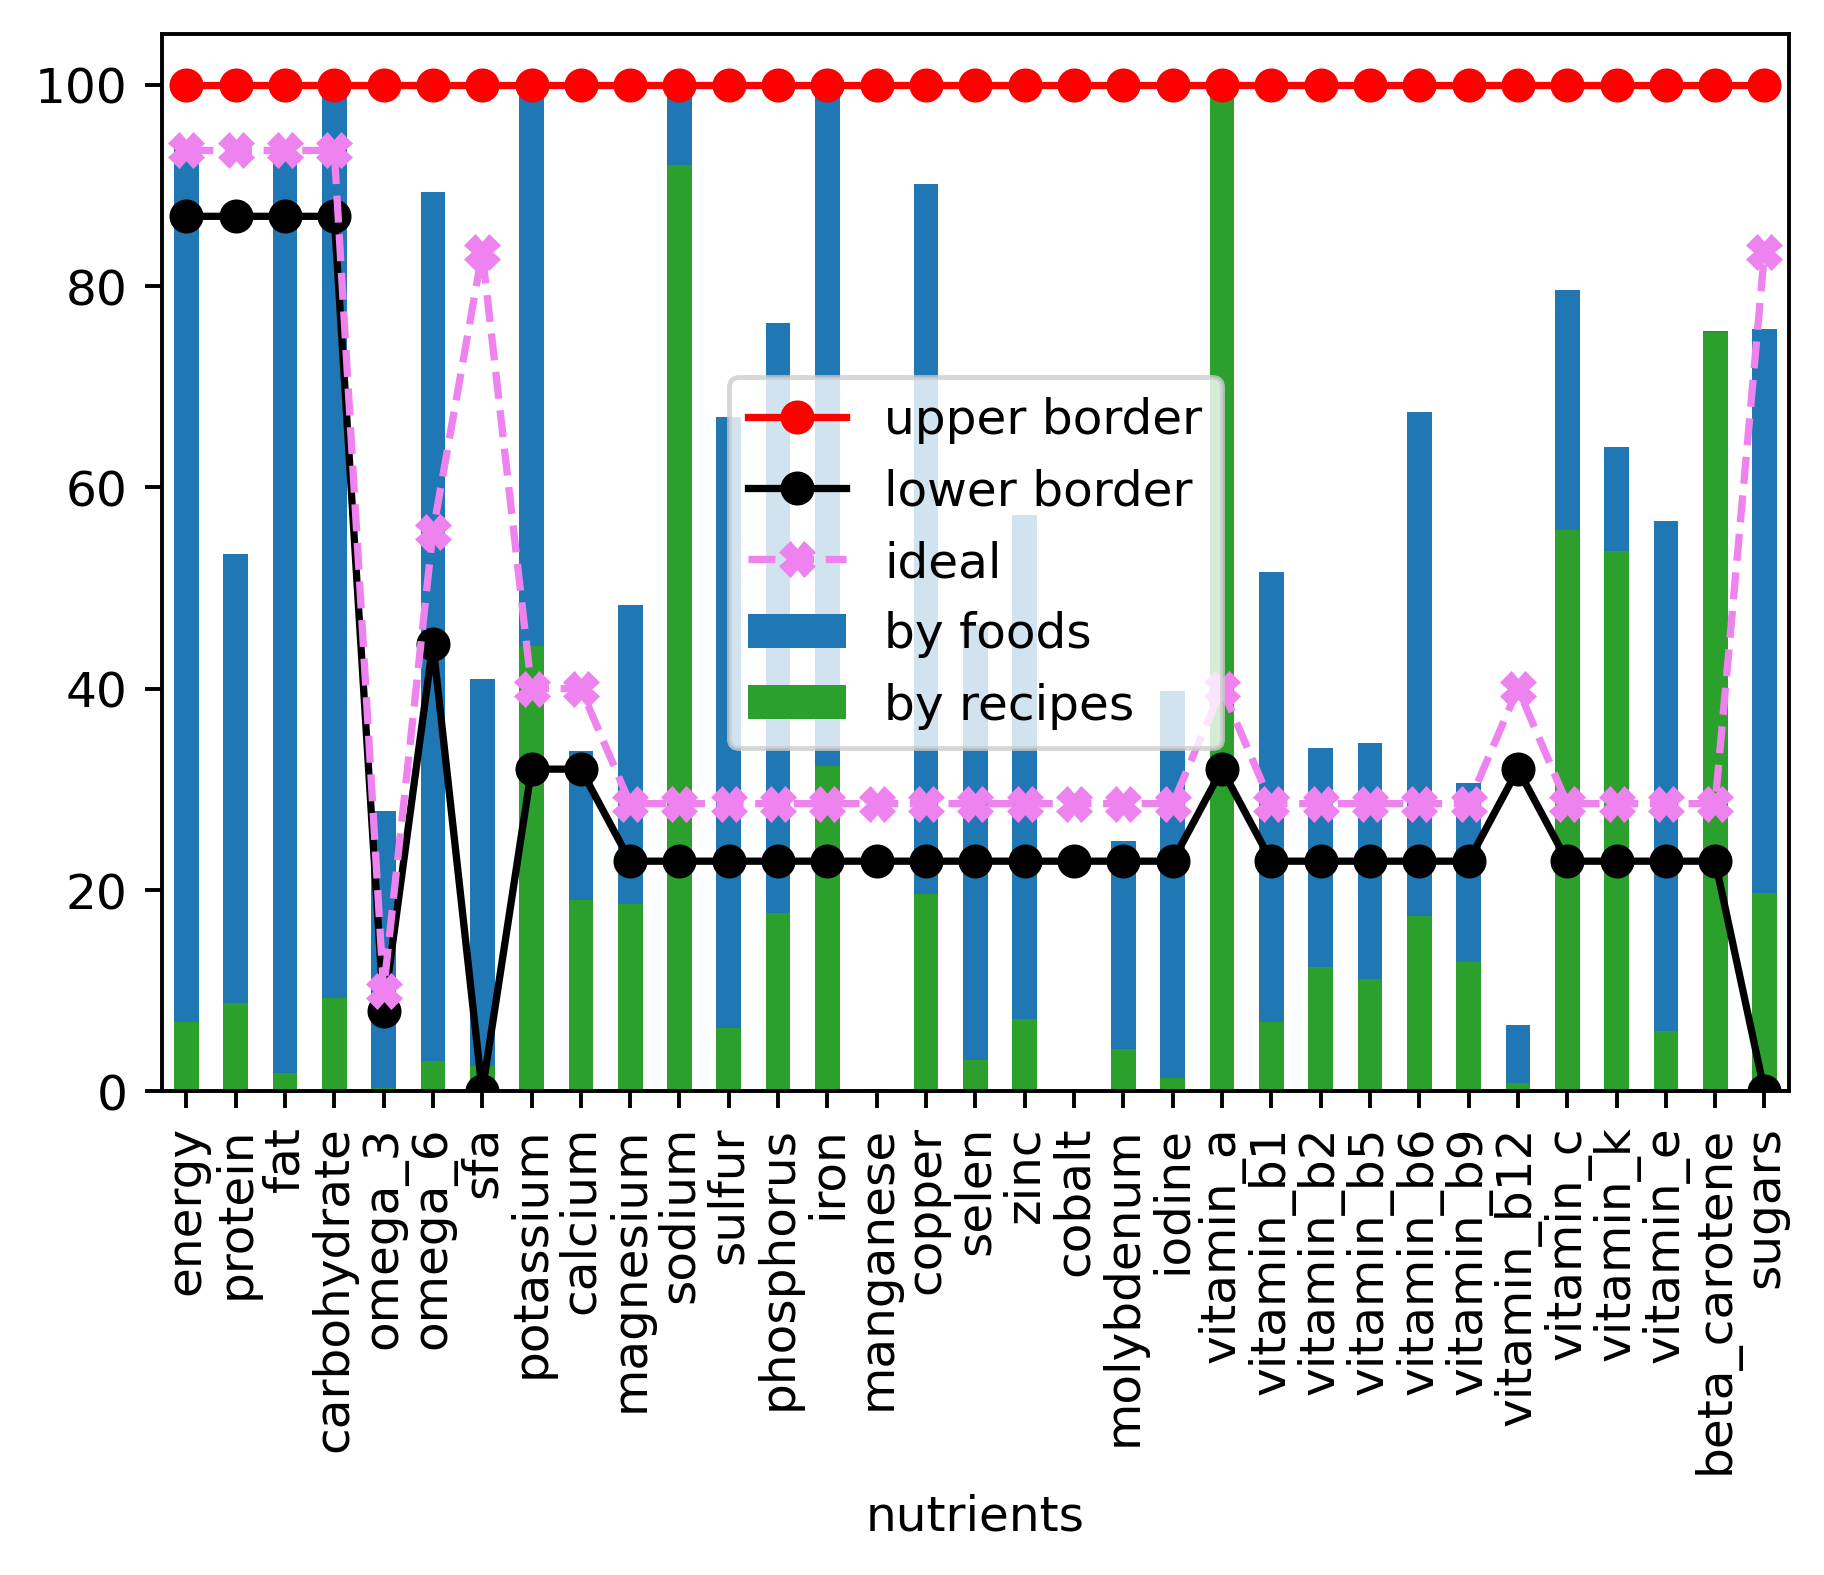 100
80
60
40
20
0
upper border
lower border
ideal
by foods
by recipes
energy
protein
fat
carbohydrate
omega_3
omega_6
sfa
potassium
calcium
magnesium
sodium
sulfur
phosphorus
iron
manganese
copper
selen
zinc
cobalt
molybdenum
iodine
vitamin_a
vitamin_b1
vitamin_b2
vitamin_b5
vitamin_b6
vitamin_b9
vitamin_b12
vitamin_c
vitamin_k
vitamin_e
beta_carotene
sugars
nutrients